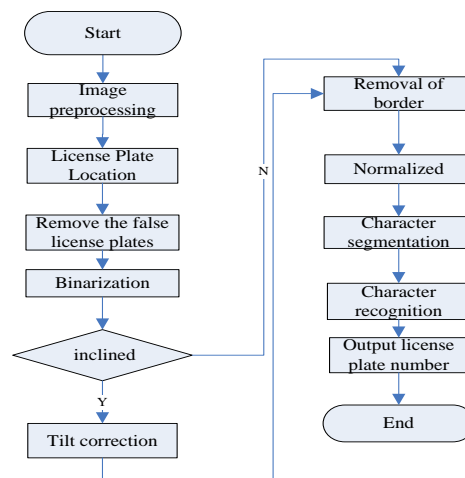 Start
Image
preprocessing
License Plate
Location
Remove the false
license plates
Binarization
inclined
Y
Tilt correction
N
Removal of
border
Normalized
Character
segmentation
Character
recognition
Output license
plate number
End